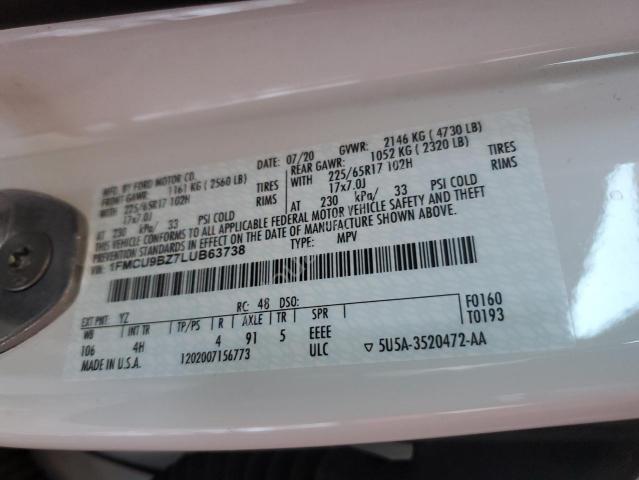 MFG. BY FORD MOTOR CO. DATE: 07/20 GVWR: 2146 KG ( 4730 LB)
FRONT GAWR: 1161 KG ( 2560 LB) REAR GAWR: 1052 KG ( 2320 LB)
225/65R17 102H TIRES WITH 225/65R17 102H TIRES
WITH 17x7.0J RIMS 17x7.0J RIMS
AT 230 kPa/ 33 PSI COLD AT 230 kPa/ 33 PSI COLD
CONFORMS TO ALL APPLICABLE FEDERAL MOTOR VEHICLE SAFETY AND THEFT
PREVENTION STANDARDS IN EFFECT ON THE DATE OF MANUFACTURE SHOWN ABOVE.
VIN: 1FMCU9BZ7LUB63738 TYPE: MPV
EXT PNT: YZ RC: 48 DSO: F0160
WB INT TR TP/PS R AXLE TR SPR T0193
106 4H 4 91 5 EEEE
MADE IN U.S.A. 1202007156773 ULC ▽ 5U5A-3520472-AA